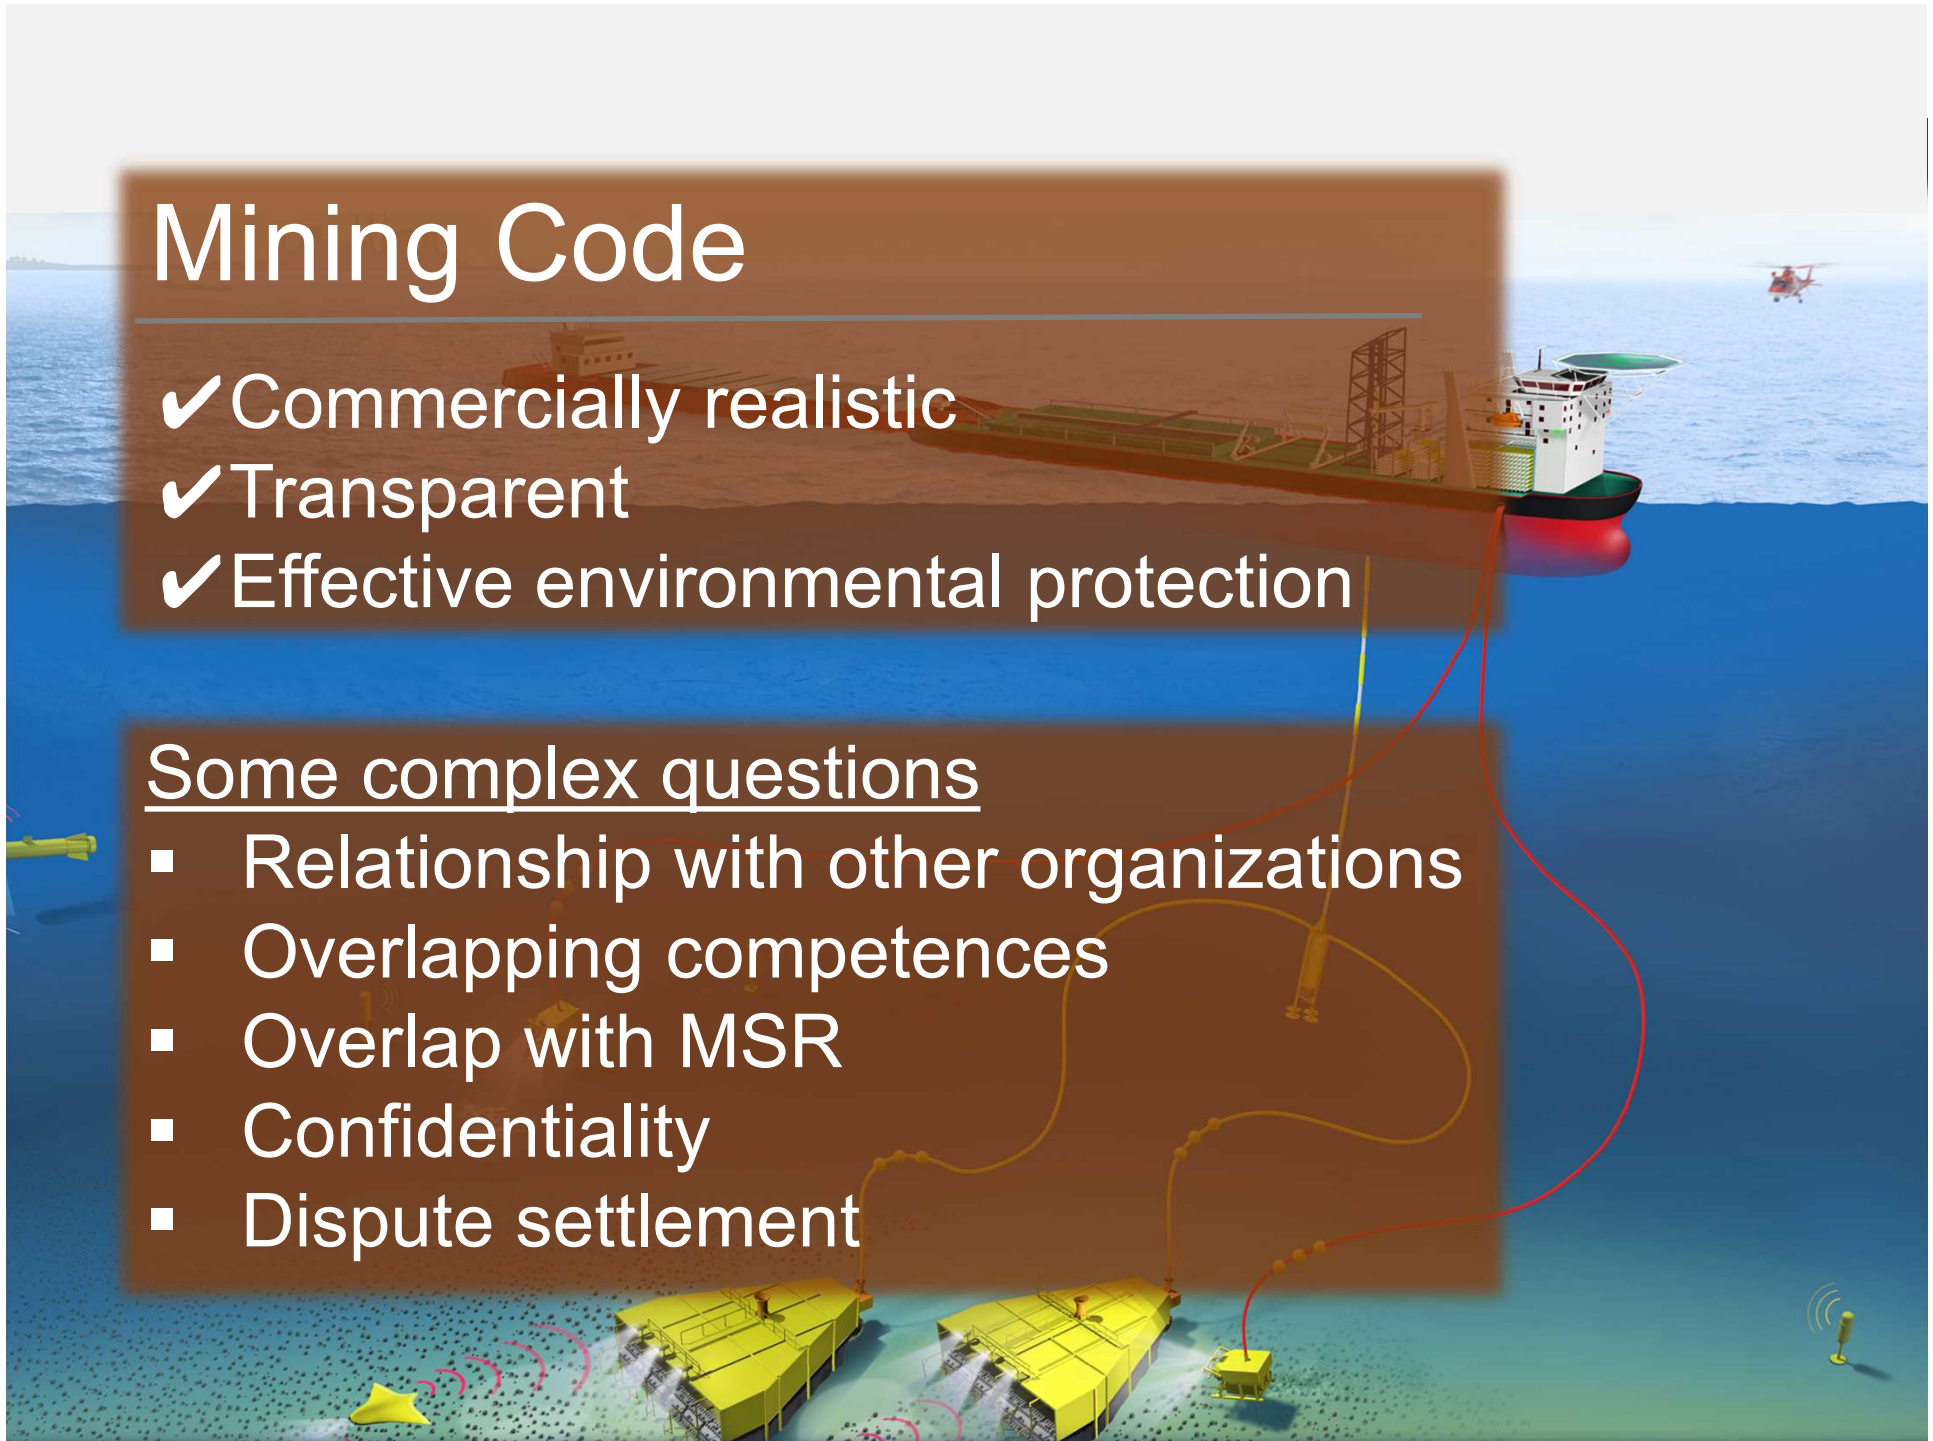 Mining Code
✔Commercially realistic
✔Transparent
✔Effective environmental protection
Some complex questions
▪ Relationship with other organizations
▪ Overlapping competences
▪ Overlap with MSR
▪ Confidentiality
▪ Dispute settlement